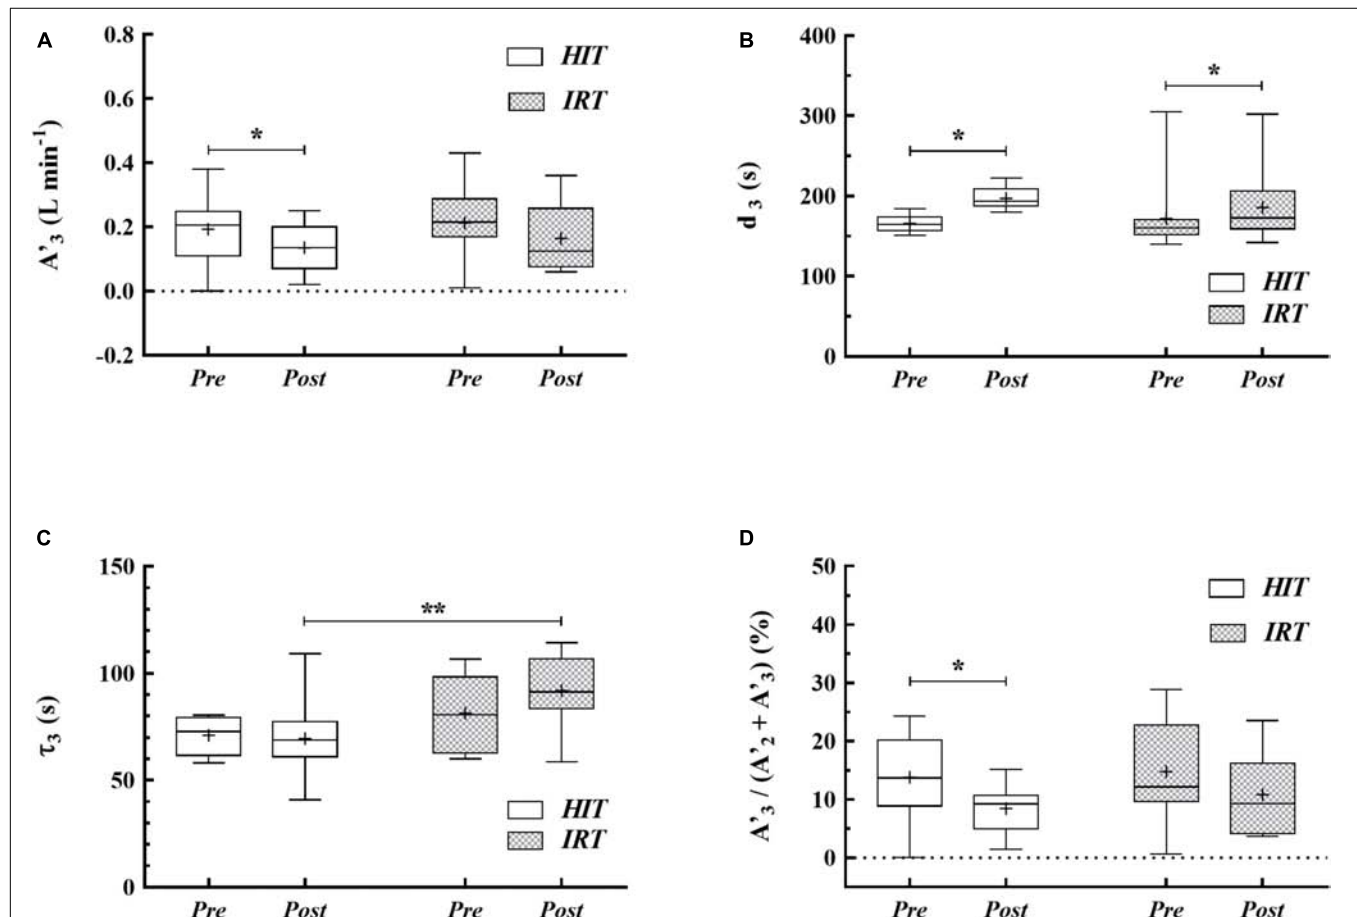 A
A'3 (L min-1)
0.8
0.6
0.4
0.2
0.0
-0.2
*
HIT
IRT
Pre Post Pre Post
B
d3 (s)
400
300
200
100
0
*
*
HIT
IRT
Pre Post Pre Post
C
τ3 (s)
150
100
50
0
**
HIT
IRT
Pre Post Pre Post
D
A'3 / (A'2 + A'3) (%)
50
40
30
20
10
0
*
HIT
IRT
Pre Post Pre Post